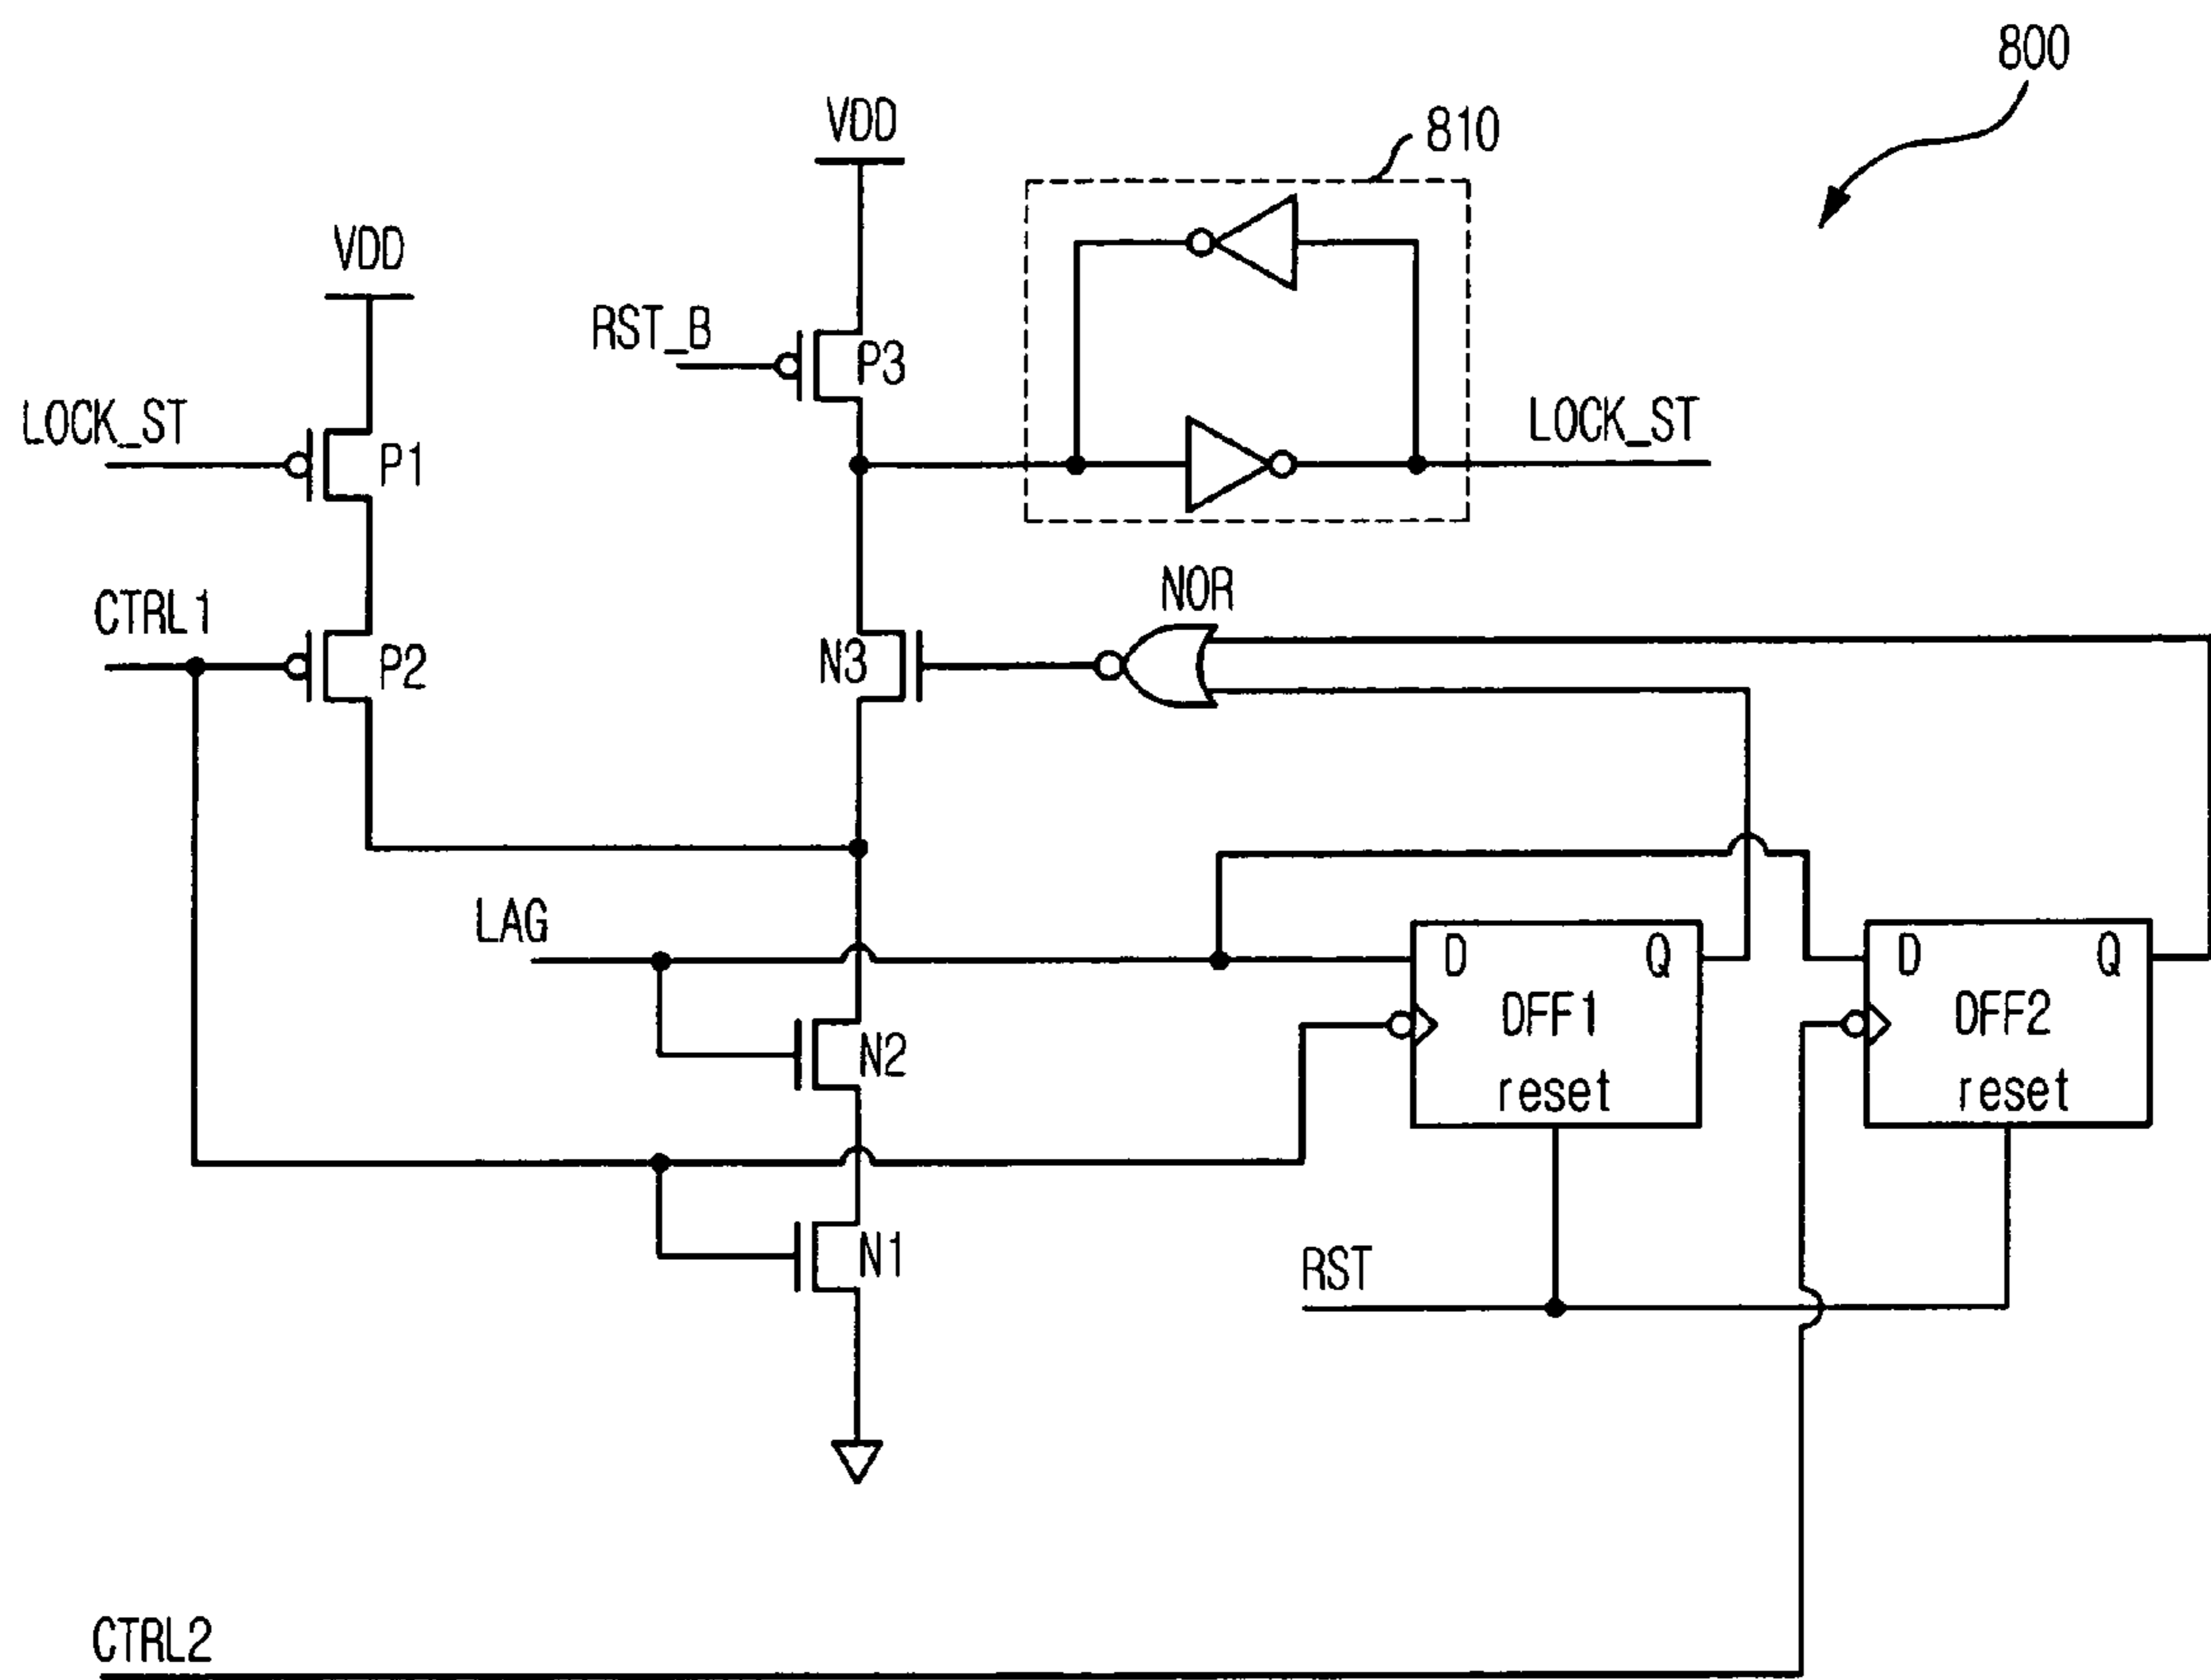 800
VDD
810
VDD
RST_B
P3
LOCK_ST
P1
LOCK_ST
NOR
CTRL1
P2
N3
LAG
D Q
D Q
DFF1
DFF2
N2
reset
reset
N1
RST
CTRL2